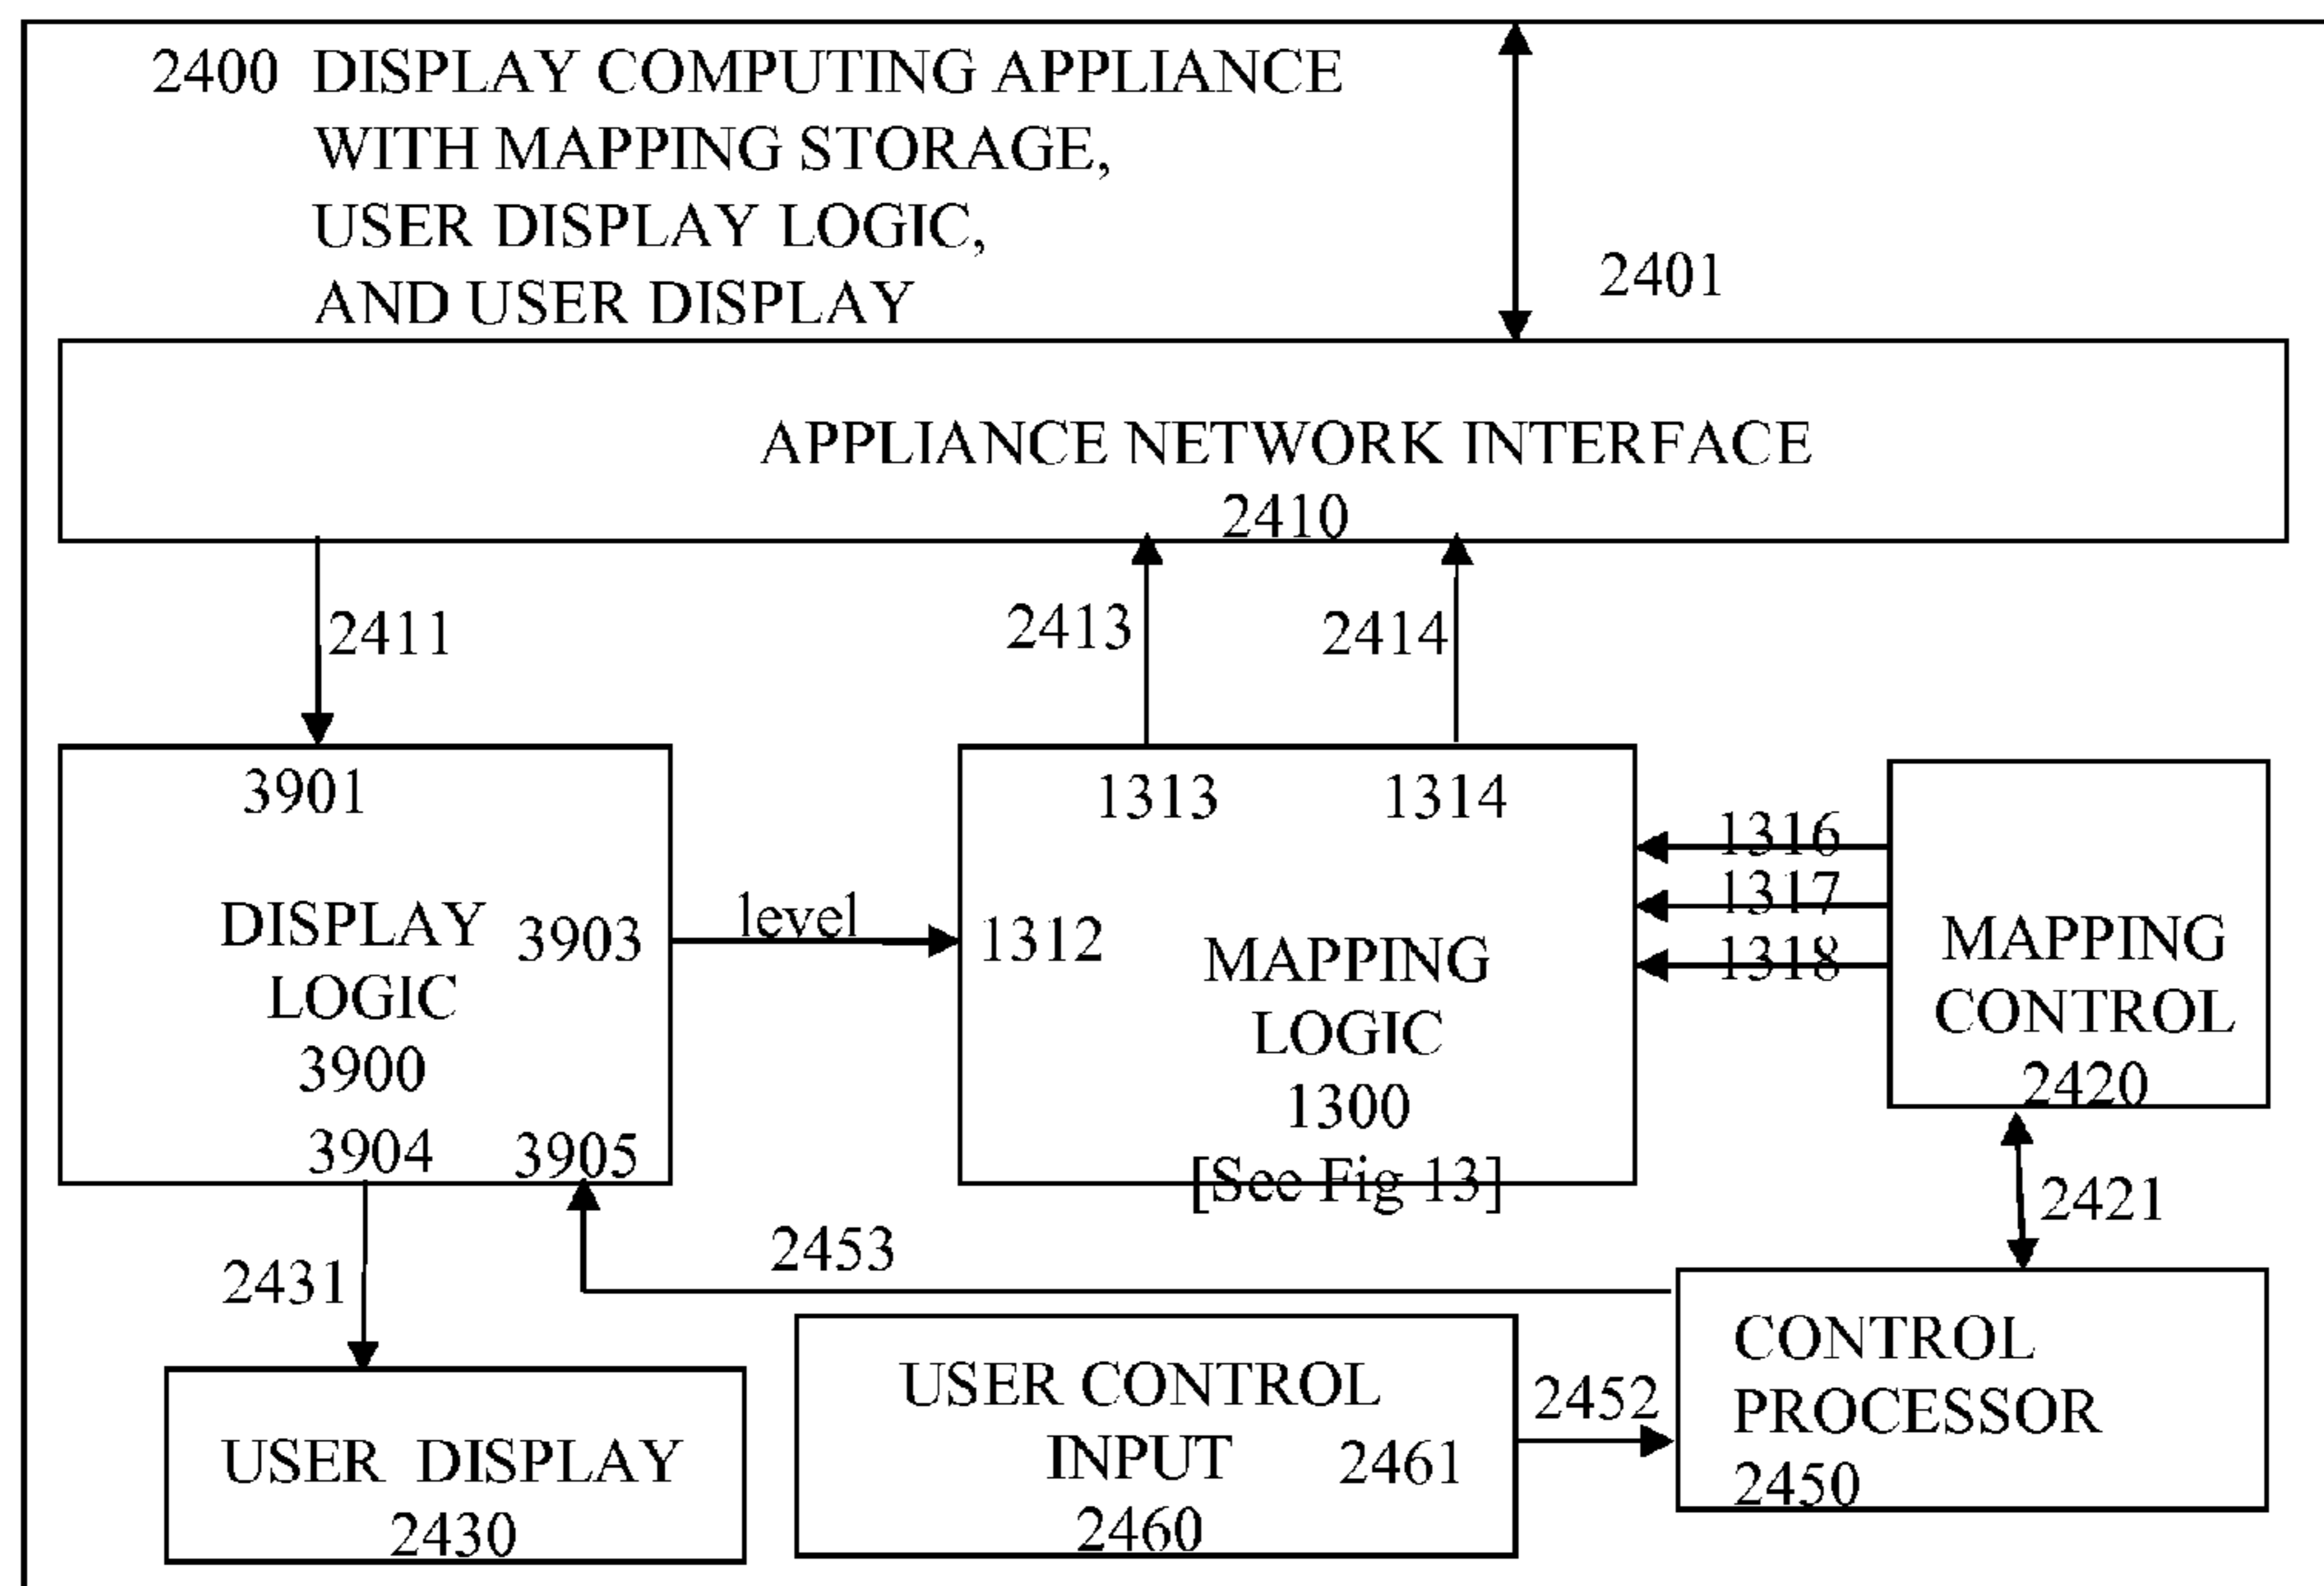 2400 DISPLAY COMPUTING APPLIANCE
WITH MAPPING STORAGE,
USER DISPLAY LOGIC,
AND USER DISPLAY
2401
APPLIANCE NETWORK INTERFACE
2410
2411
2413
2414
3901
DISPLAY
LOGIC
3900
3903
3904
3905
level
1313
1314
1312
MAPPING
LOGIC
1300
[See Fig 13]
1316
1317
1318
MAPPING
CONTROL
2420
2421
2453
2431
USER DISPLAY
2430
USER CONTROL
INPUT
2461
2460
2452
CONTROL
PROCESSOR
2450